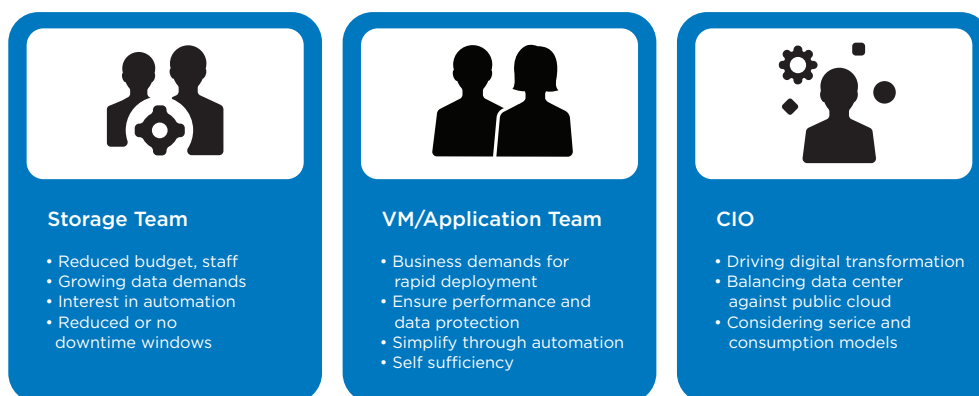 Storage Team
• Reduced budget, staff
• Growing data demands
• Interest in automation
• Reduced or no
downtime windows
VM/Application Team
• Business demands for
rapid deployment
• Ensure performance and
data protection
• Simplify through automation
• Self sufficiency
CIO
• Driving digital transformation
• Balancing data center
against public cloud
• Considering serice and
consumption models